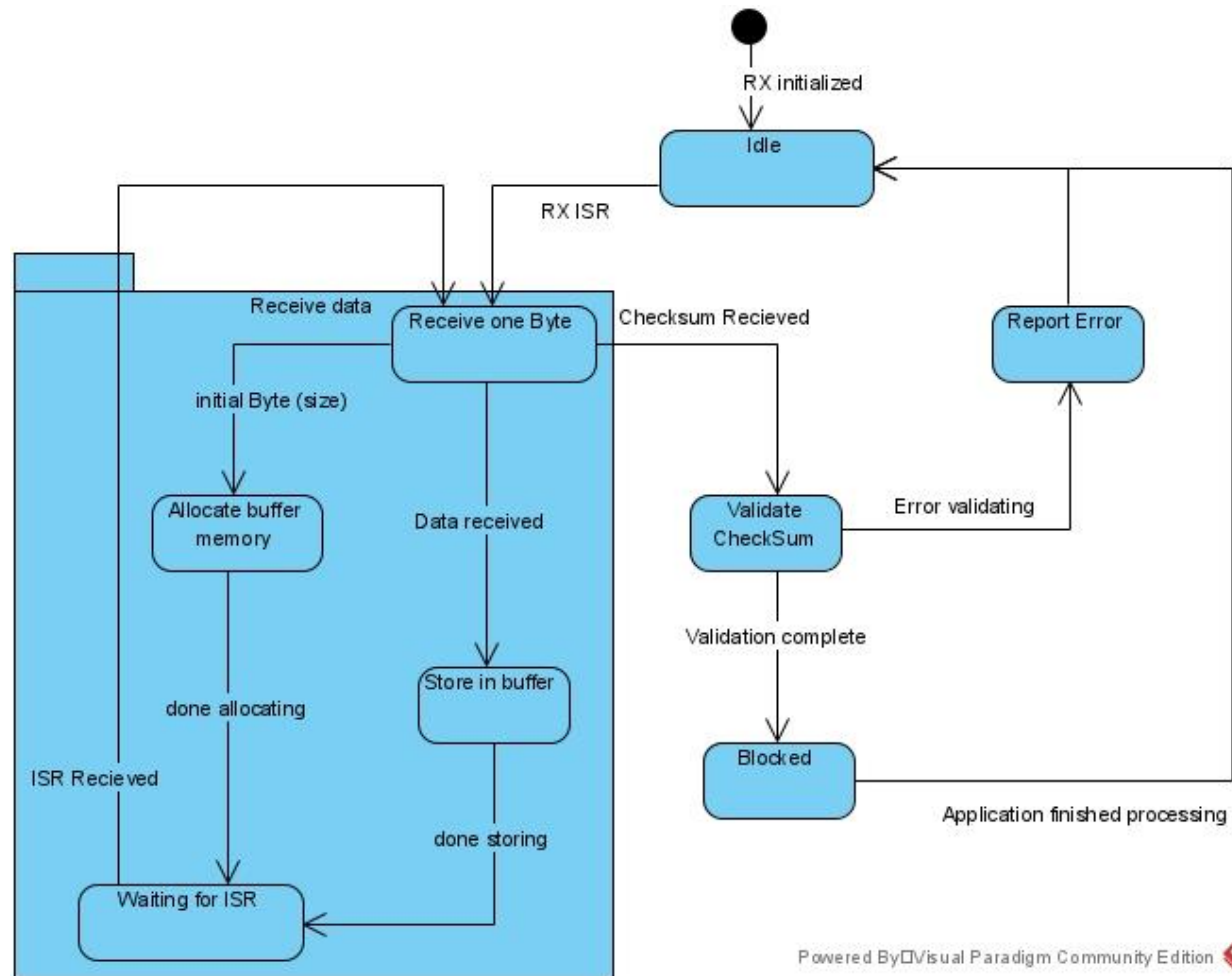 RX initialized
Idle
RX ISR
Receive data
Receive one Byte
Checksum Recieved
Report Error
initial Byte (size)
Allocate buffer
memory
Data received
Validate
CheckSum
Error validating
Validation complete
Store in buffer
done allocating
Blocked
ISR Recieved
Application finished processing
done storing
Waiting for ISR
Powered By□Visual Paradigm Community Edition